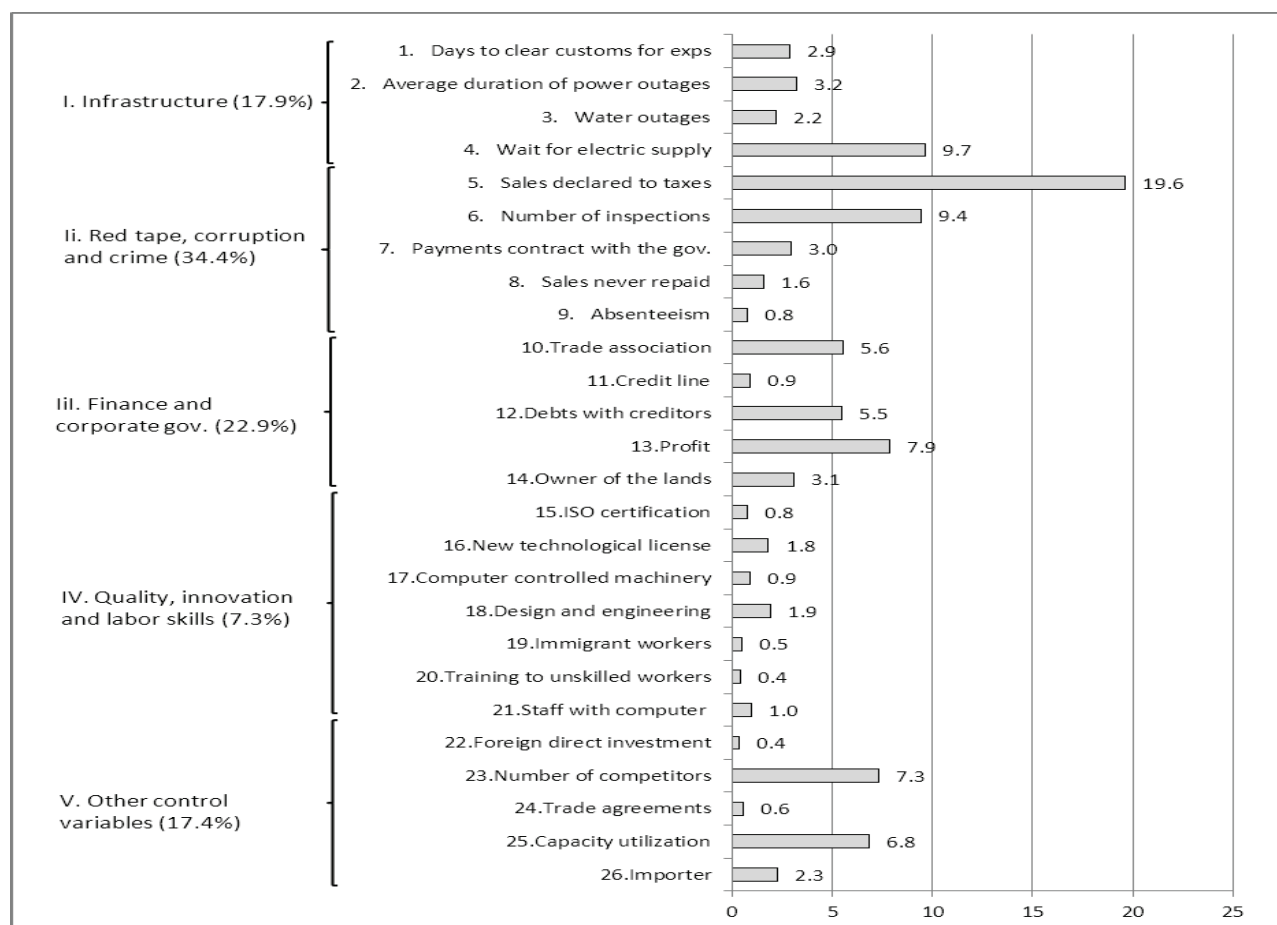 I. Infrastructure (17.9%)
1. Days to clear customs for exps 2.9
2. Average duration of power outages 3.2
3. Water outages 2.2
4. Wait for electric supply 9.7
Ii. Red tape, corruption
and crime (34.4%)
5. Sales declared to taxes 19.6
6. Number of inspections 9.4
7. Payments contract with the gov. 3.0
8. Sales never repaid 1.6
9. Absenteeism 0.8
IiI. Finance and
corporate gov. (22.9%)
10.Trade association 5.6
11.Credit line 0.9
12.Debts with creditors 5.5
13.Profit 7.9
14.Owner of the lands 3.1
IV. Quality, innovation
and labor skills (7.3%)
15.ISO certification 0.8
16.New technological license 1.8
17.Computer controlled machinery 0.9
18.Design and engineering 1.9
19.Immigrant workers 0.5
20.Training to unskilled workers 0.4
21.Staff with computer 1.0
V. Other control
variables (17.4%)
22.Foreign direct investment 0.4
23.Number of competitors 7.3
24.Trade agreements 0.6
25.Capacity utilization 6.8
26.Importer 2.3
0 5 10 15 20 25